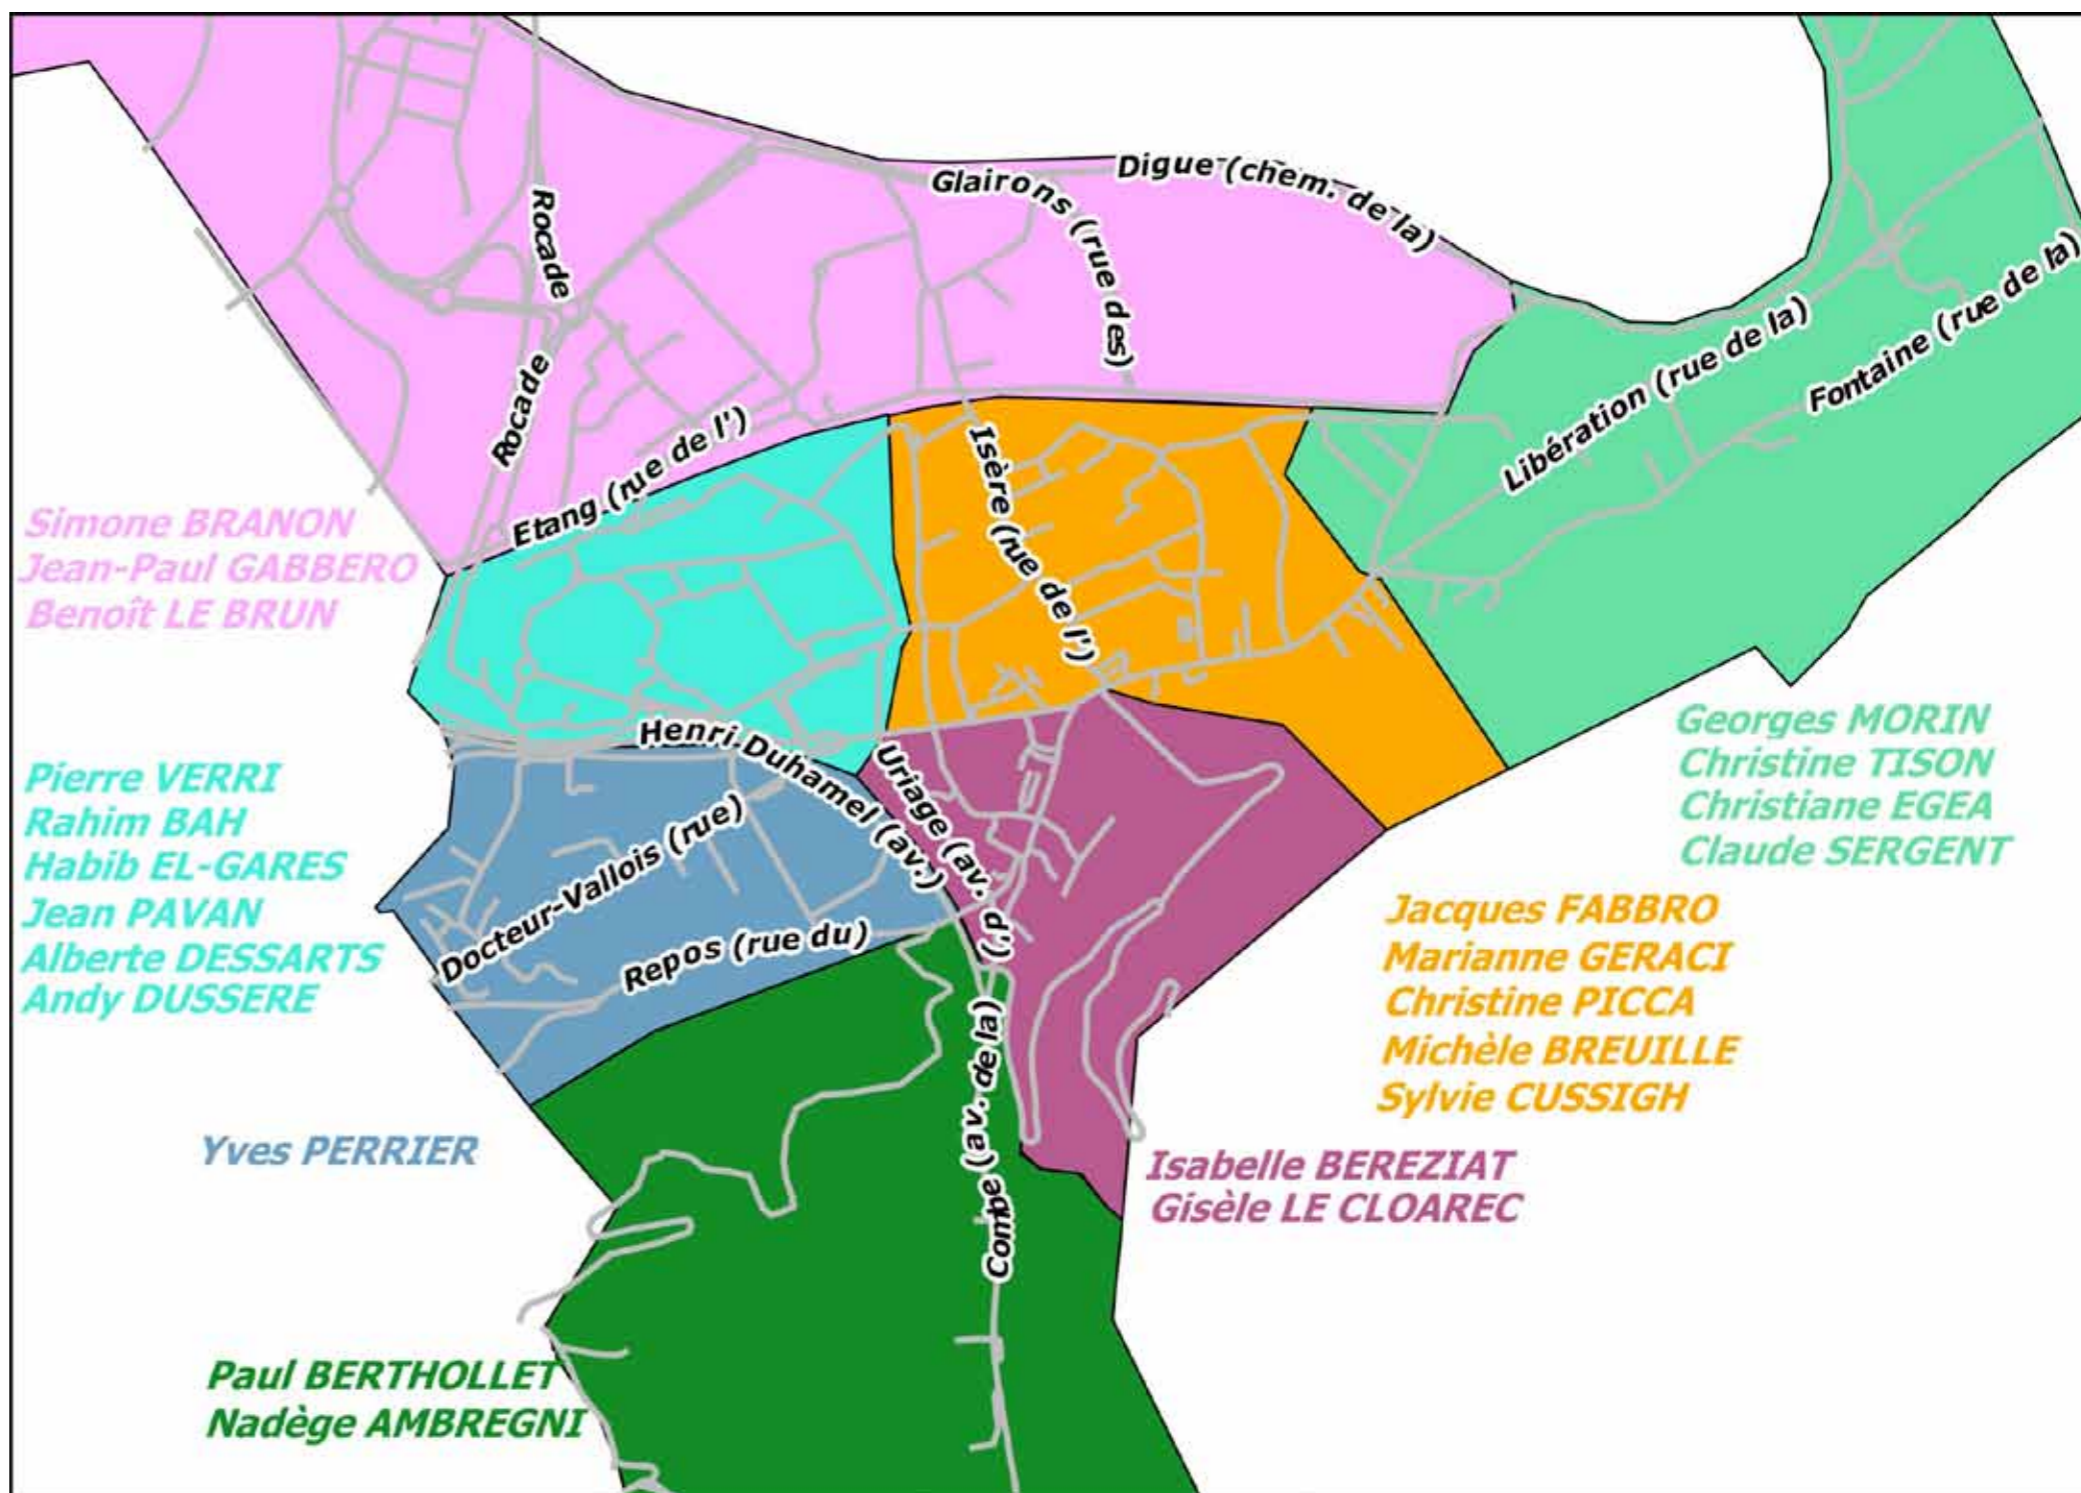 Digue (chem. de la)
Glairons (rue des)
Rocade
Rocade
Libération (rue de la)
Fontaine (rue de la)
Etang (rue de l')
Isère (rue de l')
Simone BRANON
Jean-Paul GABBERO
Benoît LE BRUN
Henri Duhamel (av.)
Uriage (av. d')
Docteur-Vallois (rue)
Repos (rue du)
Combe (av. de la)
Pierre VERRI
Rahim BAH
Habib EL-GARES
Jean PAVAN
Alberte DESSARTS
Andy DUSSERE
Georges MORIN
Christine TISON
Christiane EGEA
Claude SERGENT
Jacques FABBRO
Marianne GERACI
Christine PICCA
Michèle BREUILLE
Sylvie CUSSIGH
Yves PERRIER
Isabelle BEREZIAT
Gisèle LE CLOAREC
Paul BERTHOLLET
Nadège AMBREGNI